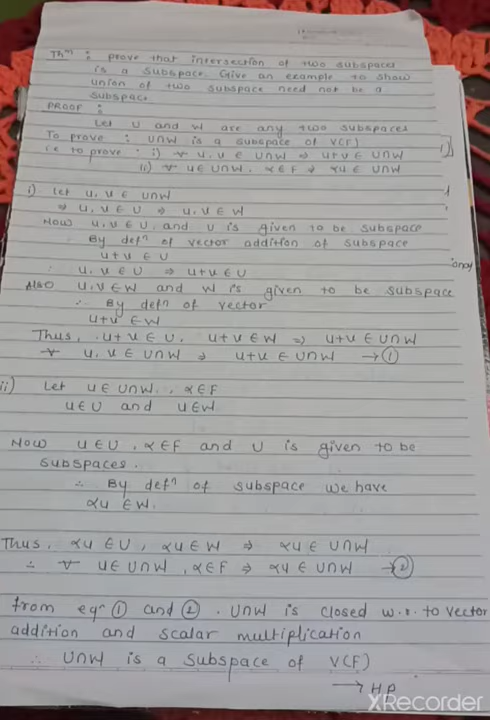 Thᵐ : prove that intersection of two subspaces
is a subspace. Give an example to show
union of two subspace need not be a
subspace.
PROOF :
Let U and W are any two subspaces
To prove : U∩W is a subspace of V(F)
i.e to prove : i) ∀ u, v ∈ U∩W ⇒ u+v ∈ U∩W
ii) ∀ u ∈ U∩W, α ∈ F ⇒ αu ∈ U∩W
i) Let u, v ∈ U∩W
⇒ u, v ∈ U ⇒ u, v ∈ W
Now u, v ∈ U, and U is given to be subspace
By defⁿ of vector addition of subspace
u+v ∈ U
∴ u, v ∈ U ⇒ u+v ∈ U
Also u, v ∈ W and W is given to be subspace
∴ By defⁿ of vector
u+v ∈ W
Thus, u+v ∈ U, u+v ∈ W ⇒ u+v ∈ U∩W
∀ u, v ∈ U∩W ⇒ u+v ∈ U∩W → ①
ii) Let u ∈ U∩W, α ∈ F
u ∈ U and u ∈ W
Now u ∈ U, α ∈ F and U is given to be
subspaces.
∴ By defⁿ of subspace we have
αu ∈ W.
Thus, αu ∈ U, αu ∈ W ⇒ αu ∈ U∩W
∴ ∀ u ∈ U∩W, α ∈ F ⇒ αu ∈ U∩W → ②
from eqⁿ ① and ②. U∩W is closed w.r. to vector
addition and scalar multiplication
∴ U∩W is a subspace of V(F)
→ HP
XRecorder